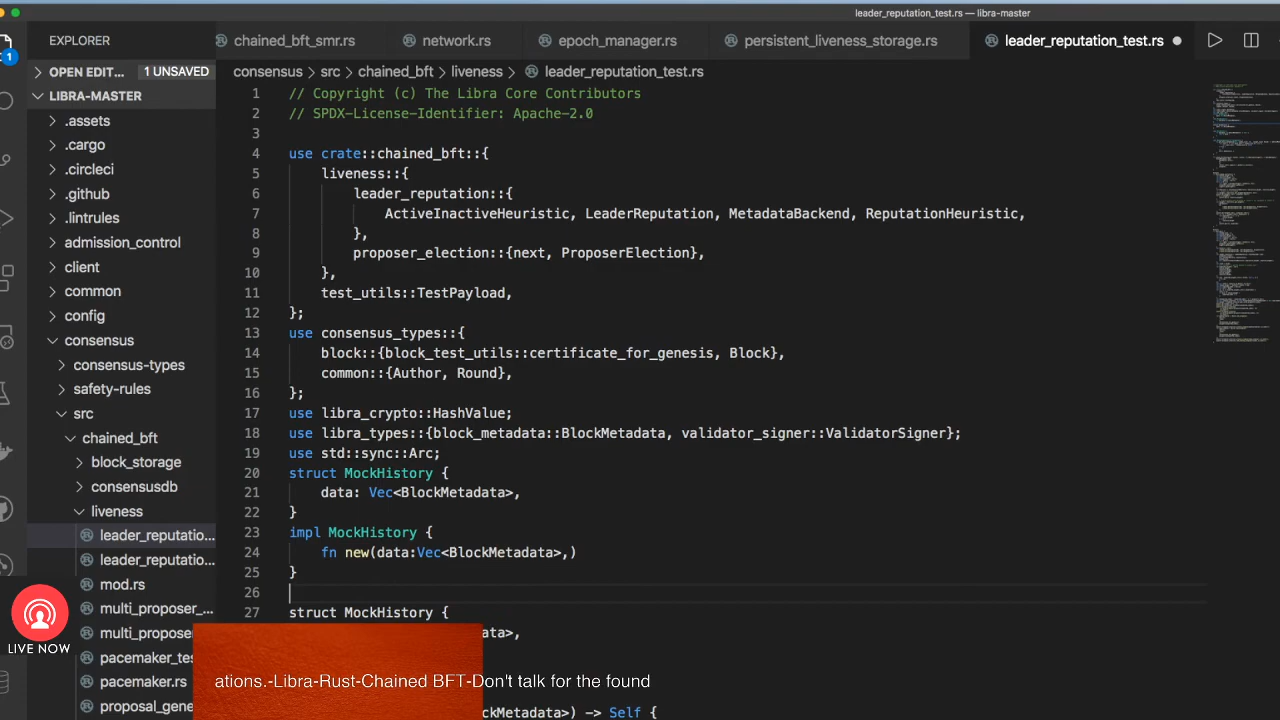 leader_reputation_test.rs — libra-master
EXPLORER
chained_bft_smr.rs
network.rs
epoch_manager.rs
persistent_liveness_storage.rs
leader_reputation_test.rs
1
OPEN EDIT...
1 UNSAVED
consensus > src > chained_bft > liveness > leader_reputation_test.rs
LIBRA-MASTER
.assets
.cargo
.circleci
.github
.lintrules
admission_control
client
common
config
consensus
consensus-types
safety-rules
src
chained_bft
block_storage
consensusdb
liveness
leader_reputatio...
leader_reputatio...
mod.rs
multi_proposer_...
multi_propose
pacemaker_tes
pacemaker.rs
proposal_gene
1 // Copyright (c) The Libra Core Contributors
2 // SPDX-License-Identifier: Apache-2.0
3
4 use crate::chained_bft::{
5 liveness::{
6 leader_reputation::{
7 ActiveInactiveHeuristic, LeaderReputation, MetadataBackend, ReputationHeuristic,
8 },
9 proposer_election::{next, ProposerElection},
10 },
11 test_utils::TestPayload,
12 };
13 use consensus_types::{
14 block::{block_test_utils::certificate_for_genesis, Block},
15 common::{Author, Round},
16 };
17 use libra_crypto::HashValue;
18 use libra_types::{block_metadata::BlockMetadata, validator_signer::ValidatorSigner};
19 use std::sync::Arc;
20 struct MockHistory {
21 data: Vec<BlockMetadata>,
22 }
23 impl MockHistory {
24 fn new(data:Vec<BlockMetadata>,)
25 }
26
27 struct MockHistory {
data>,
ckMetadata>) -> Self {
LIVE NOW
ations.-Libra-Rust-Chained BFT-Don't talk for the found